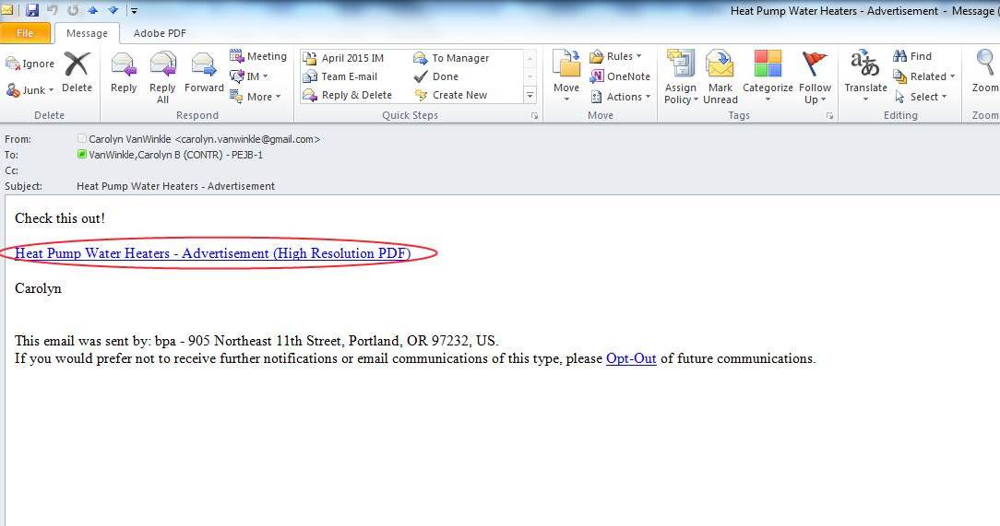 Heat Pump Water Heaters - Advertisement - Message (
File Message Adobe PDF
Ignore
Junk
Delete
Delete
Reply
Reply All
Forward
Meeting
IM
More
Respond
April 2015 IM
Team E-mail
Reply & Delete
To Manager
Done
Create New
Quick Steps
Move
Rules
OneNote
Actions
Move
Assign Policy
Mark Unread
Categorize
Follow Up
Tags
Translate
Find
Related
Select
Editing
Zoom
Zoom
From: Carolyn VanWinkle <carolyn.vanwinkle@gmail.com>
To: VanWinkle,Carolyn B (CONTR) - PEJB-1
Cc:
Subject: Heat Pump Water Heaters - Advertisement
Check this out!
Heat Pump Water Heaters - Advertisement (High Resolution PDF)
Carolyn
This email was sent by: bpa - 905 Northeast 11th Street, Portland, OR 97232, US.
If you would prefer not to receive further notifications or email communications of this type, please Opt-Out of future communications.